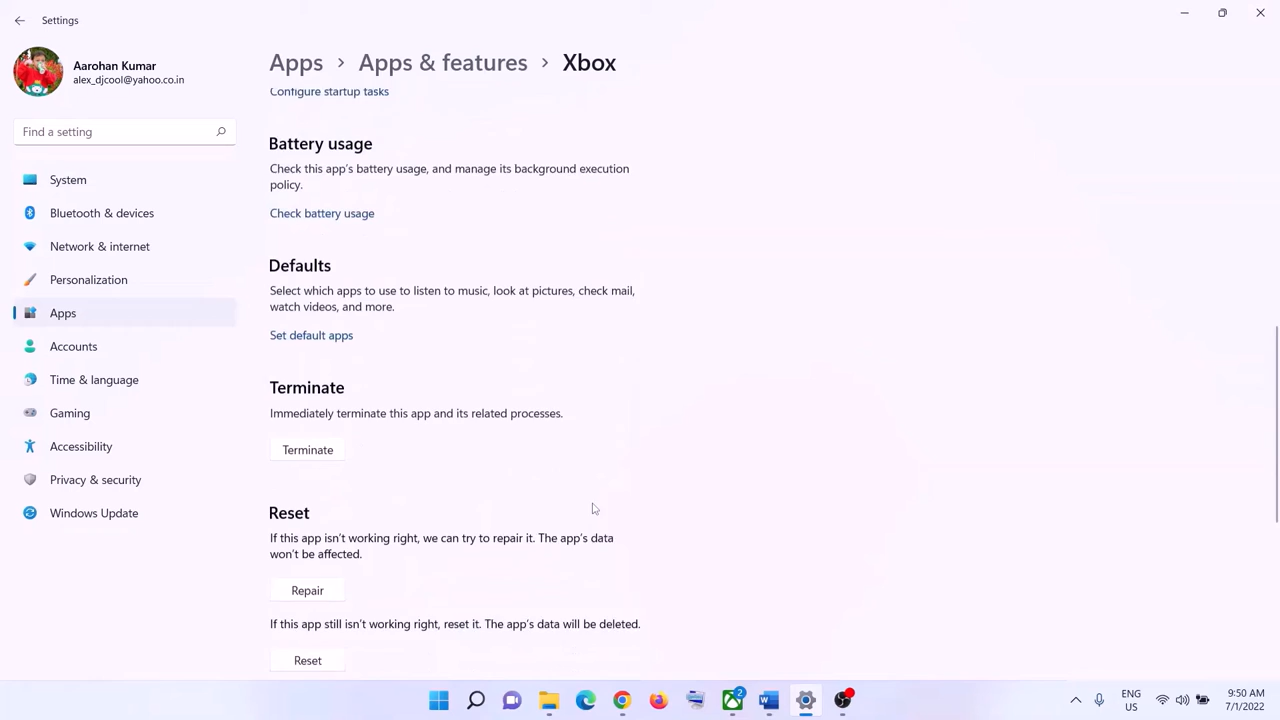 Settings
Aarohan Kumar
alex_djcool@yahoo.co.in
Find a setting
System
Bluetooth & devices
Network & internet
Personalization
Apps
Accounts
Time & language
Gaming
Accessibility
Privacy & security
Windows Update
Apps > Apps & features > Xbox
Configure startup tasks
Battery usage
Check this app's battery usage, and manage its background execution
policy.
Check battery usage
Defaults
Select which apps to use to listen to music, look at pictures, check mail,
watch videos, and more.
Set default apps
Terminate
Immediately terminate this app and its related processes.
Terminate
Reset
If this app isn't working right, we can try to repair it. The app's data
won't be affected.
Repair
If this app still isn't working right, reset it. The app's data will be deleted.
Reset
2
ENG
US
9:50 AM
7/1/2022